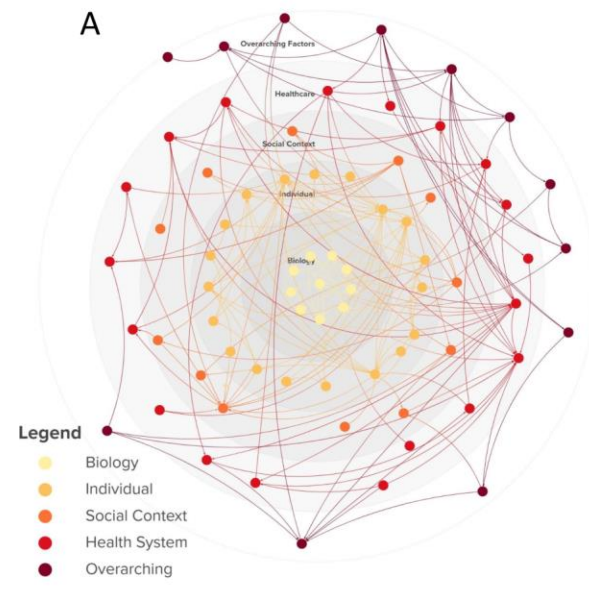 A
Overarching Factors
Healthcare
Social Context
Individual
Biology
Legend
Biology
Individual
Social Context
Health System
Overarching